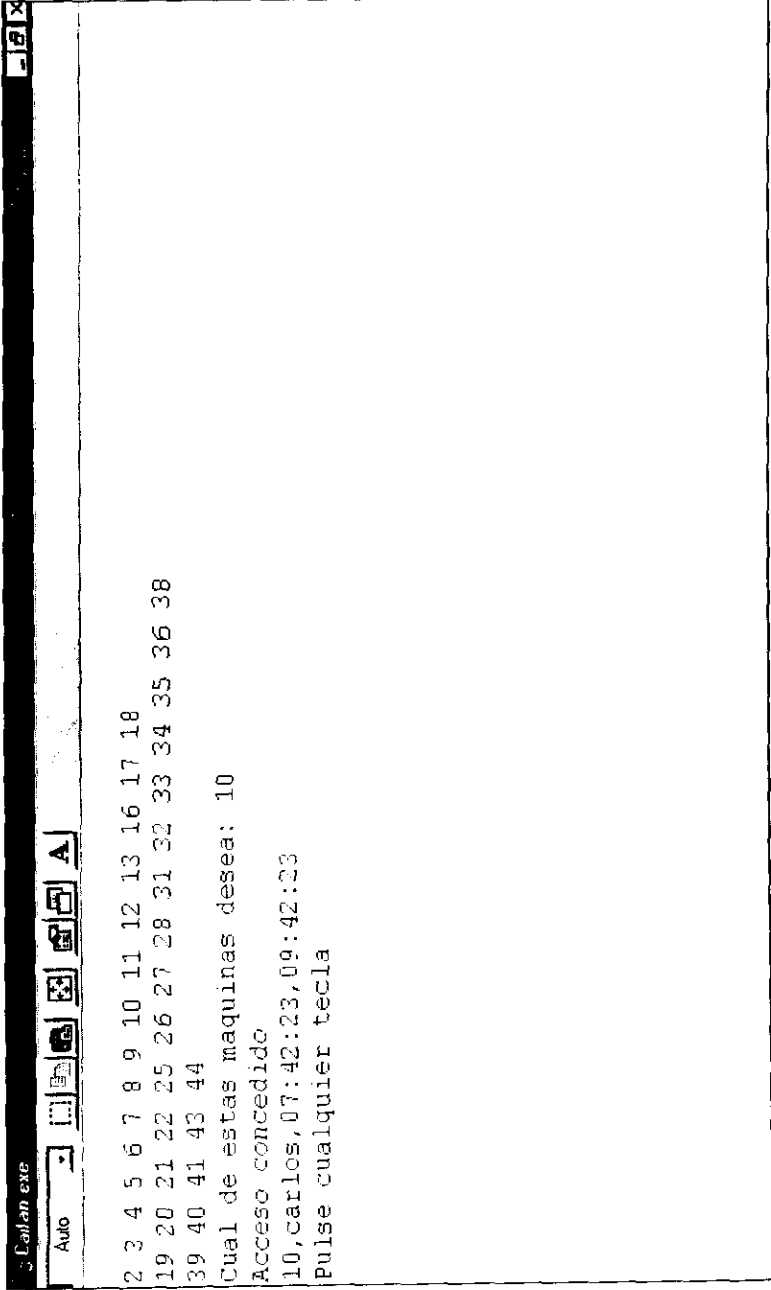 exe
Auto
A
2 3 4 5 6 7 8 9 10 11 12 13 16 17 18
19 20 21 22 25 26 27 28 31 32 33 34 35 36 38
39 40 41 43 44
Cual de estas maquinas desea: 10
Acceso concedido
10,carlos,07:42:23,09:42:23
Pulse cualquier tecla